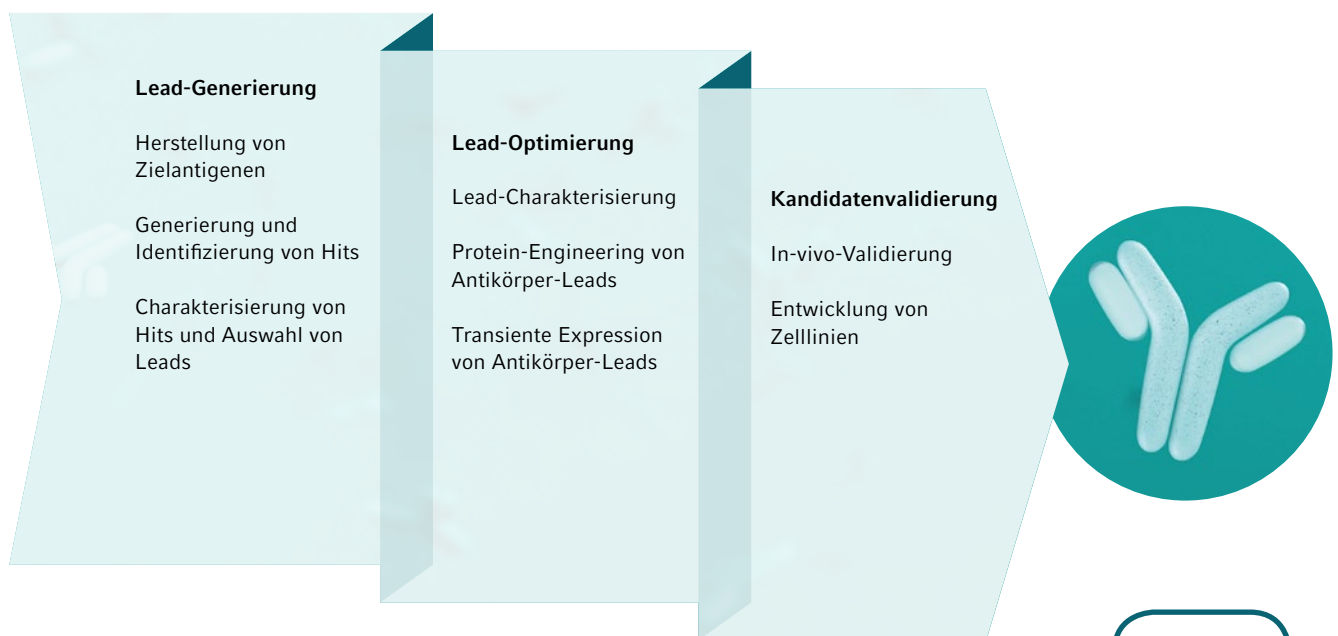 Lead-Generierung
Herstellung von
Zielantigenen
Generierung und
Identifizierung von Hits
Charakterisierung von
Hits und Auswahl von
Leads
Lead-Optimierung
Lead-Charakterisierung
Protein-Engineering von
Antikörper-Leads
Transiente Expression
von Antikörper-Leads
Kandidatenvalidierung
In-vivo-Validierung
Entwicklung von
Zelllinien